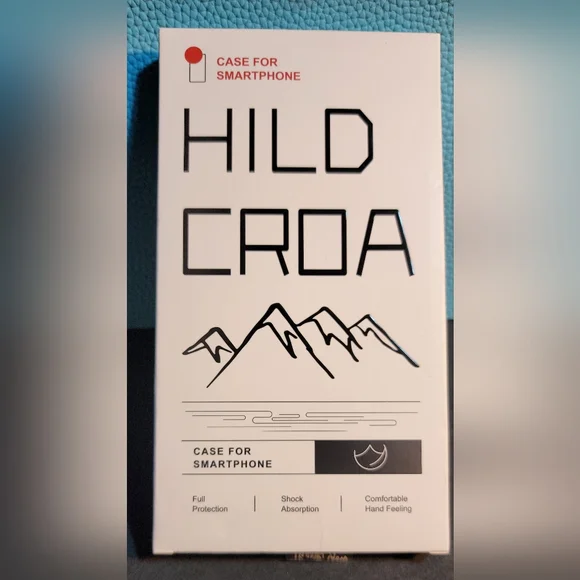 CASE FOR
SMARTPHONE
HILD
CROA
CASE FOR
SMARTPHONE
Full
Protection
Shock
Absorption
Comfortable
Hand Feeling